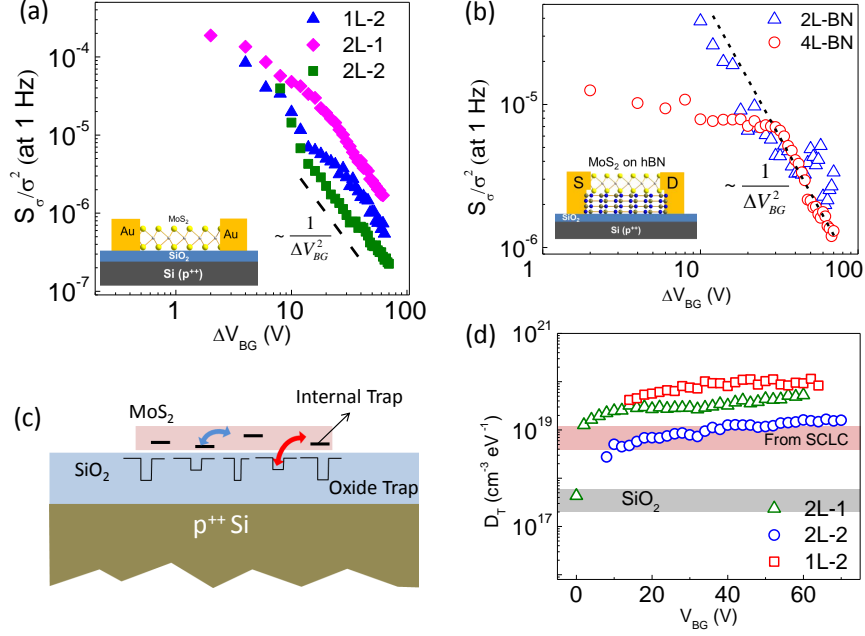 (a)
1L-2
2L-1
2L-2
10⁻⁴
10⁻⁵
10⁻⁶
10⁻⁷
S_σ/σ² (at 1 Hz)
~ 1/ΔV²_BG
MoS₂
Au
Au
SiO₂
Si (p⁺⁺)
1
10
100
ΔV_BG (V)
(b)
2L-BN
4L-BN
10⁻⁵
10⁻⁶
S_σ/σ² (at 1 Hz)
~ 1/ΔV²_BG
MoS₂ on hBN
S
D
SiO₂
Si (p⁺⁺)
1
10
100
ΔV_BG (V)
(c)
MoS₂
Internal Trap
SiO₂
Oxide Trap
p⁺⁺ Si
(d)
10²¹
10¹⁹
10¹⁷
D_T (cm⁻³ eV⁻¹)
From SCLC
SiO₂
2L-1
2L-2
1L-2
0
20
40
60
V_BG (V)